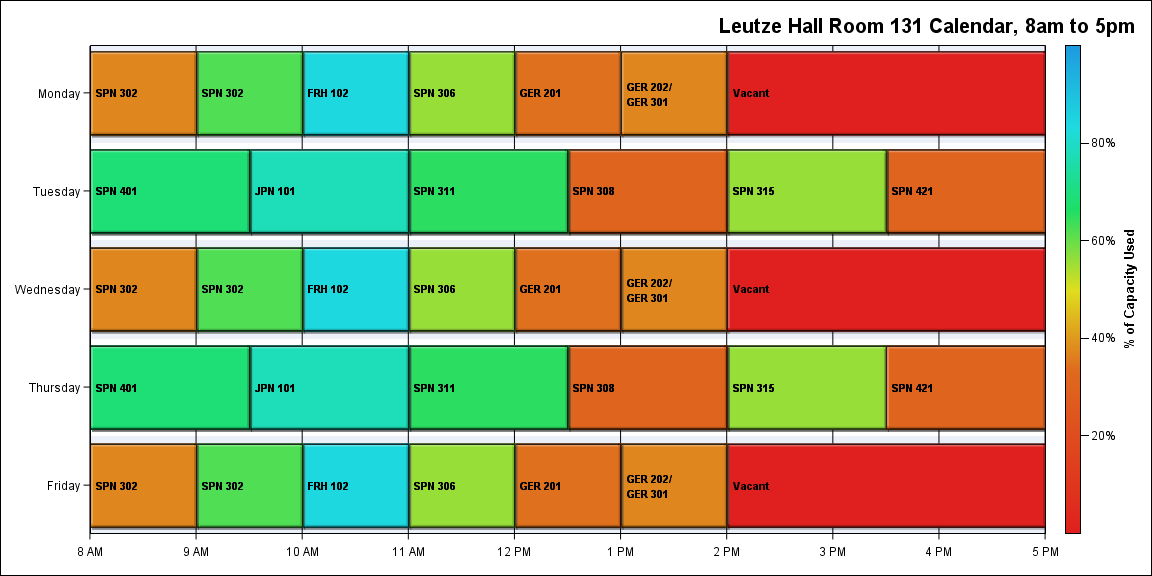 Leutze Hall Room 131 Calendar, 8am to 5pm
Monday
SPN 302
SPN 302
FRH 102
SPN 306
GER 201
GER 202/
GER 301
Vacant
Tuesday
SPN 401
JPN 101
SPN 311
SPN 308
SPN 315
SPN 421
Wednesday
SPN 302
SPN 302
FRH 102
SPN 306
GER 201
GER 202/
GER 301
Vacant
Thursday
SPN 401
JPN 101
SPN 311
SPN 308
SPN 315
SPN 421
Friday
SPN 302
SPN 302
FRH 102
SPN 306
GER 201
GER 202/
GER 301
Vacant
8 AM
9 AM
10 AM
11 AM
12 PM
1 PM
2 PM
3 PM
4 PM
5 PM
80%
60%
40%
20%
% of Capacity Used